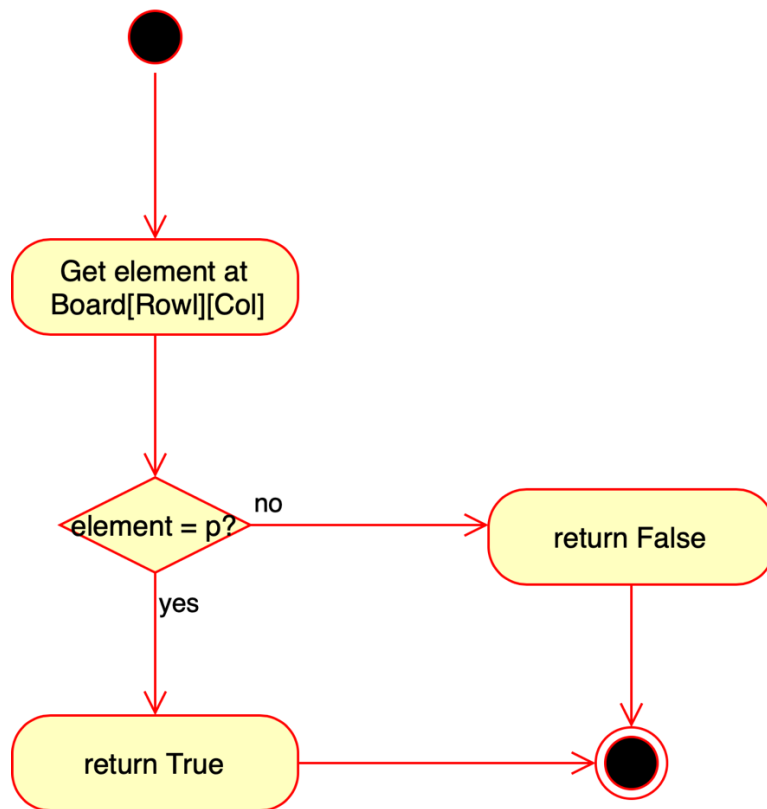 Get element at
Board[Rowl][Col]
element = p?
no
return False
yes
return True